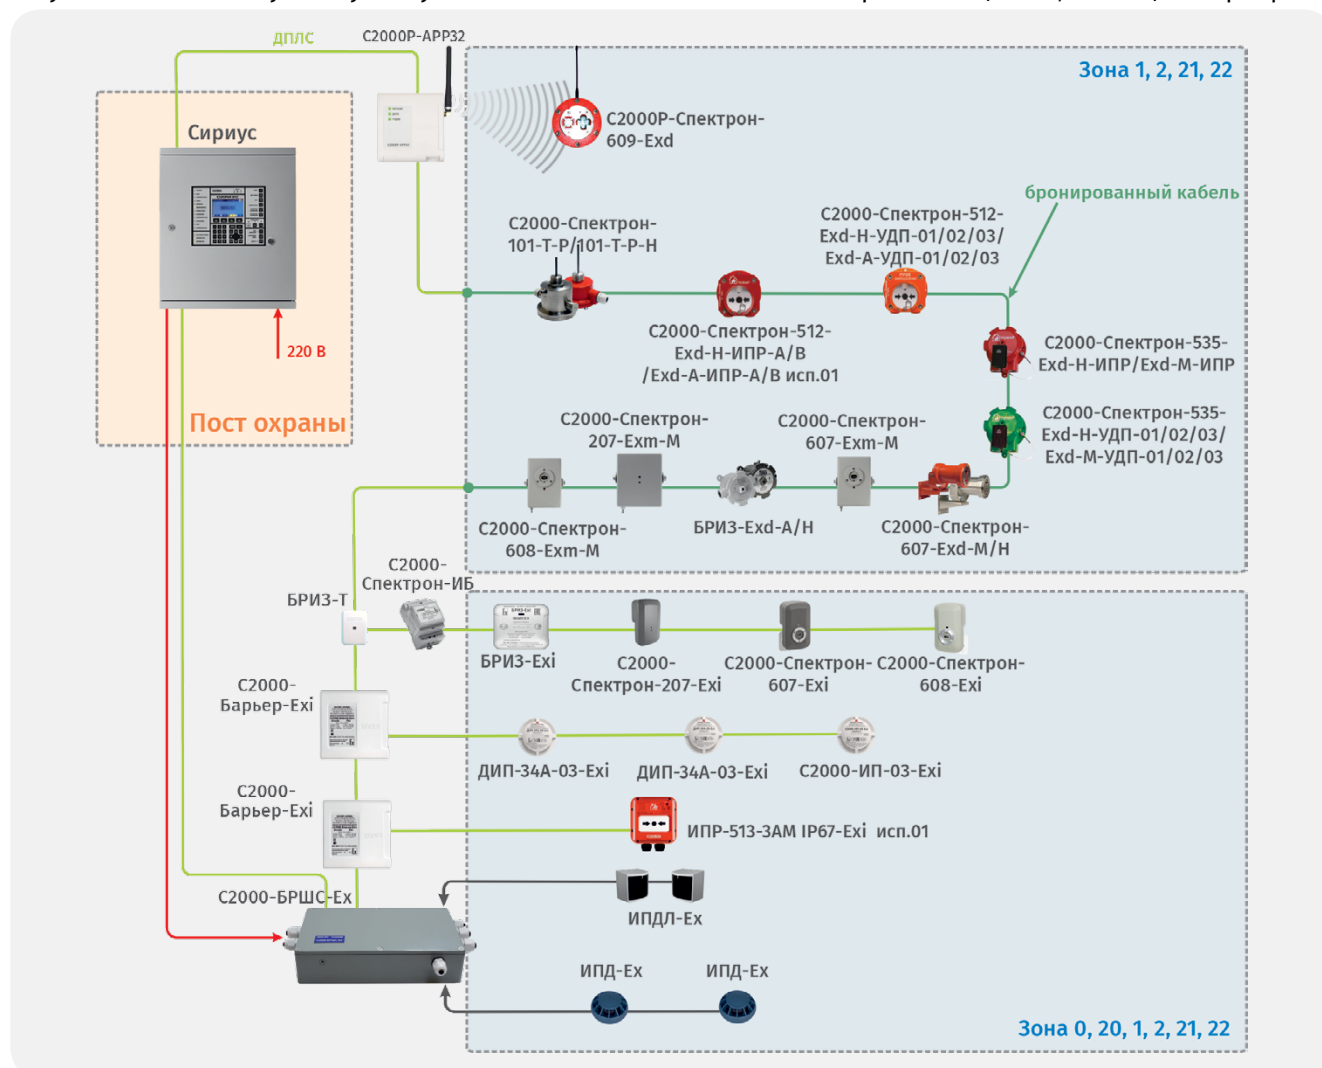 ДПЛС
С2000Р-АРР32
Зона 1, 2, 21, 22
Сириус
С2000Р-Спектрон-
609-Exd
бронированный кабель
С2000-Спектрон-
101-Т-Р/101-Т-Р-Н
С2000-Спектрон-512-
Exd-Н-УДП-01/02/03/
Exd-А-УДП-01/02/03
220 В
С2000-Спектрон-512-
Exd-Н-ИПР-А/В
/Exd-А-ИПР-А/В исп.01
С2000-Спектрон-535-
Exd-Н-ИПР/Exd-М-ИПР
Пост охраны
С2000-Спектрон-
207-Exm-М
С2000-Спектрон-
607-Exm-М
С2000-Спектрон-535-
Exd-Н-УДП-01/02/03/
Exd-М-УДП-01/02/03
С2000-Спектрон-
608-Exm-М
БРИЗ-Exd-А/Н
С2000-Спектрон-
607-Exd-М/Н
С2000-
Спектрон-ИБ
БРИЗ-Т
БРИЗ-Exi
С2000-
Спектрон-207-Exi
С2000-Спектрон-
607-Exi
С2000-Спектрон-
608-Exi
С2000-
Барьер-Exi
ДИП-34А-03-Exi
ДИП-34А-03-Exi
С2000-ИП-03-Exi
С2000-
Барьер-Exi
ИПР-513-3АМ IP67-Exi исп.01
С2000-БРШС-Ex
ИПДЛ-Ex
ИПД-Ex
ИПД-Ex
Зона 0, 20, 1, 2, 21, 22